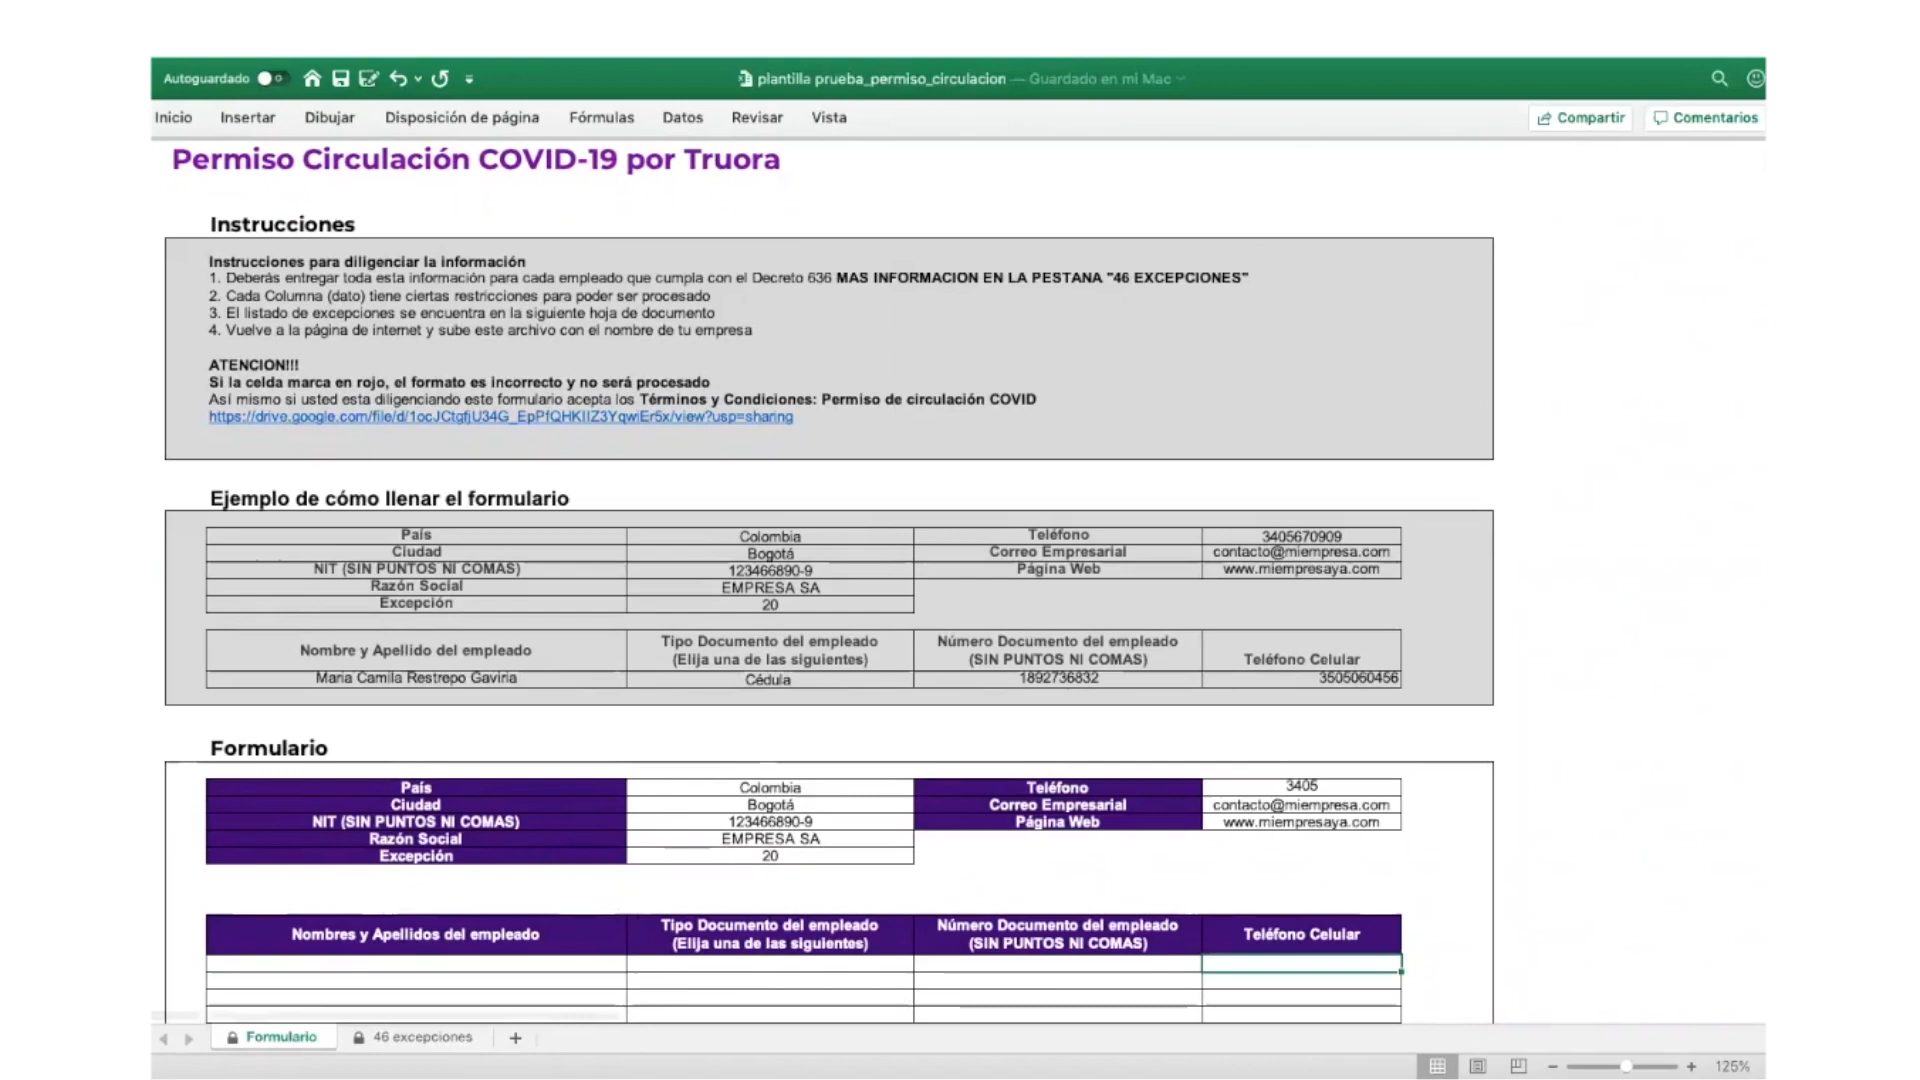 Autoguardado
plantilla prueba_permiso_circulacion — Guardado en mi Mac
Inicio Insertar Dibujar Disposición de página Fórmulas Datos Revisar Vista Compartir Comentarios
Permiso Circulación COVID-19 por Truora
Instrucciones
Instrucciones para diligenciar la información
1. Deberás entregar toda esta información para cada empleado que cumpla con el Decreto 636 MAS INFORMACION EN LA PESTANA "46 EXCEPCIONES"
2. Cada Columna (dato) tiene ciertas restricciones para poder ser procesado
3. El listado de excepciones se encuentra en la siguiente hoja de documento
4. Vuelve a la página de internet y sube este archivo con el nombre de tu empresa
ATENCION!!!
Si la celda marca en rojo, el formato es incorrecto y no será procesado
Así mismo si usted esta diligenciando este formulario acepta los Términos y Condiciones: Permiso de circulación COVID
https://drive.google.com/file/d/1ocJCtgfjU34G_EpPfQHKIIZ3YqwiEr5x/view?usp=sharing
Ejemplo de cómo llenar el formulario
País Colombia Teléfono 3405670909
Ciudad Bogotá Correo Empresarial contacto@miempresa.com
NIT (SIN PUNTOS NI COMAS) 123466890-9 Página Web www.miempresaya.com
Razón Social EMPRESA SA
Excepción 20
Nombre y Apellido del empleado Tipo Documento del empleado (Elija una de las siguientes) Número Documento del empleado (SIN PUNTOS NI COMAS) Teléfono Celular
Maria Camila Restrepo Gaviria Cédula 1892736832 3505060456
Formulario
País Colombia Teléfono 3405
Ciudad Bogotá Correo Empresarial contacto@miempresa.com
NIT (SIN PUNTOS NI COMAS) 123466890-9 Página Web www.miempresaya.com
Razón Social EMPRESA SA
Excepción 20
Nombres y Apellidos del empleado Tipo Documento del empleado (Elija una de las siguientes) Número Documento del empleado (SIN PUNTOS NI COMAS) Teléfono Celular
Formulario 46 excepciones +
125%